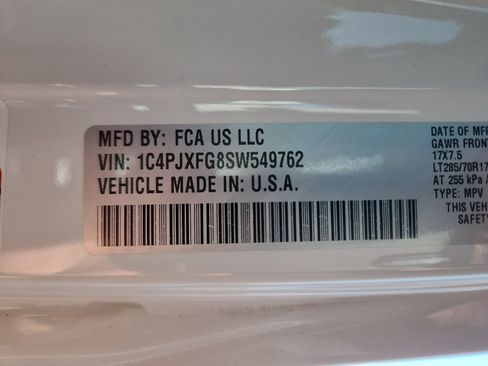 MFD BY: FCA US LLC
VIN: 1C4PJXFG8SW549762
VEHICLE MADE IN: U.S.A.
DATE OF MFR
GAWR FRONT
17X7.5
LT285/70R17
AT 255 kPa
TYPE: MPV
THIS VEH
SAFETY